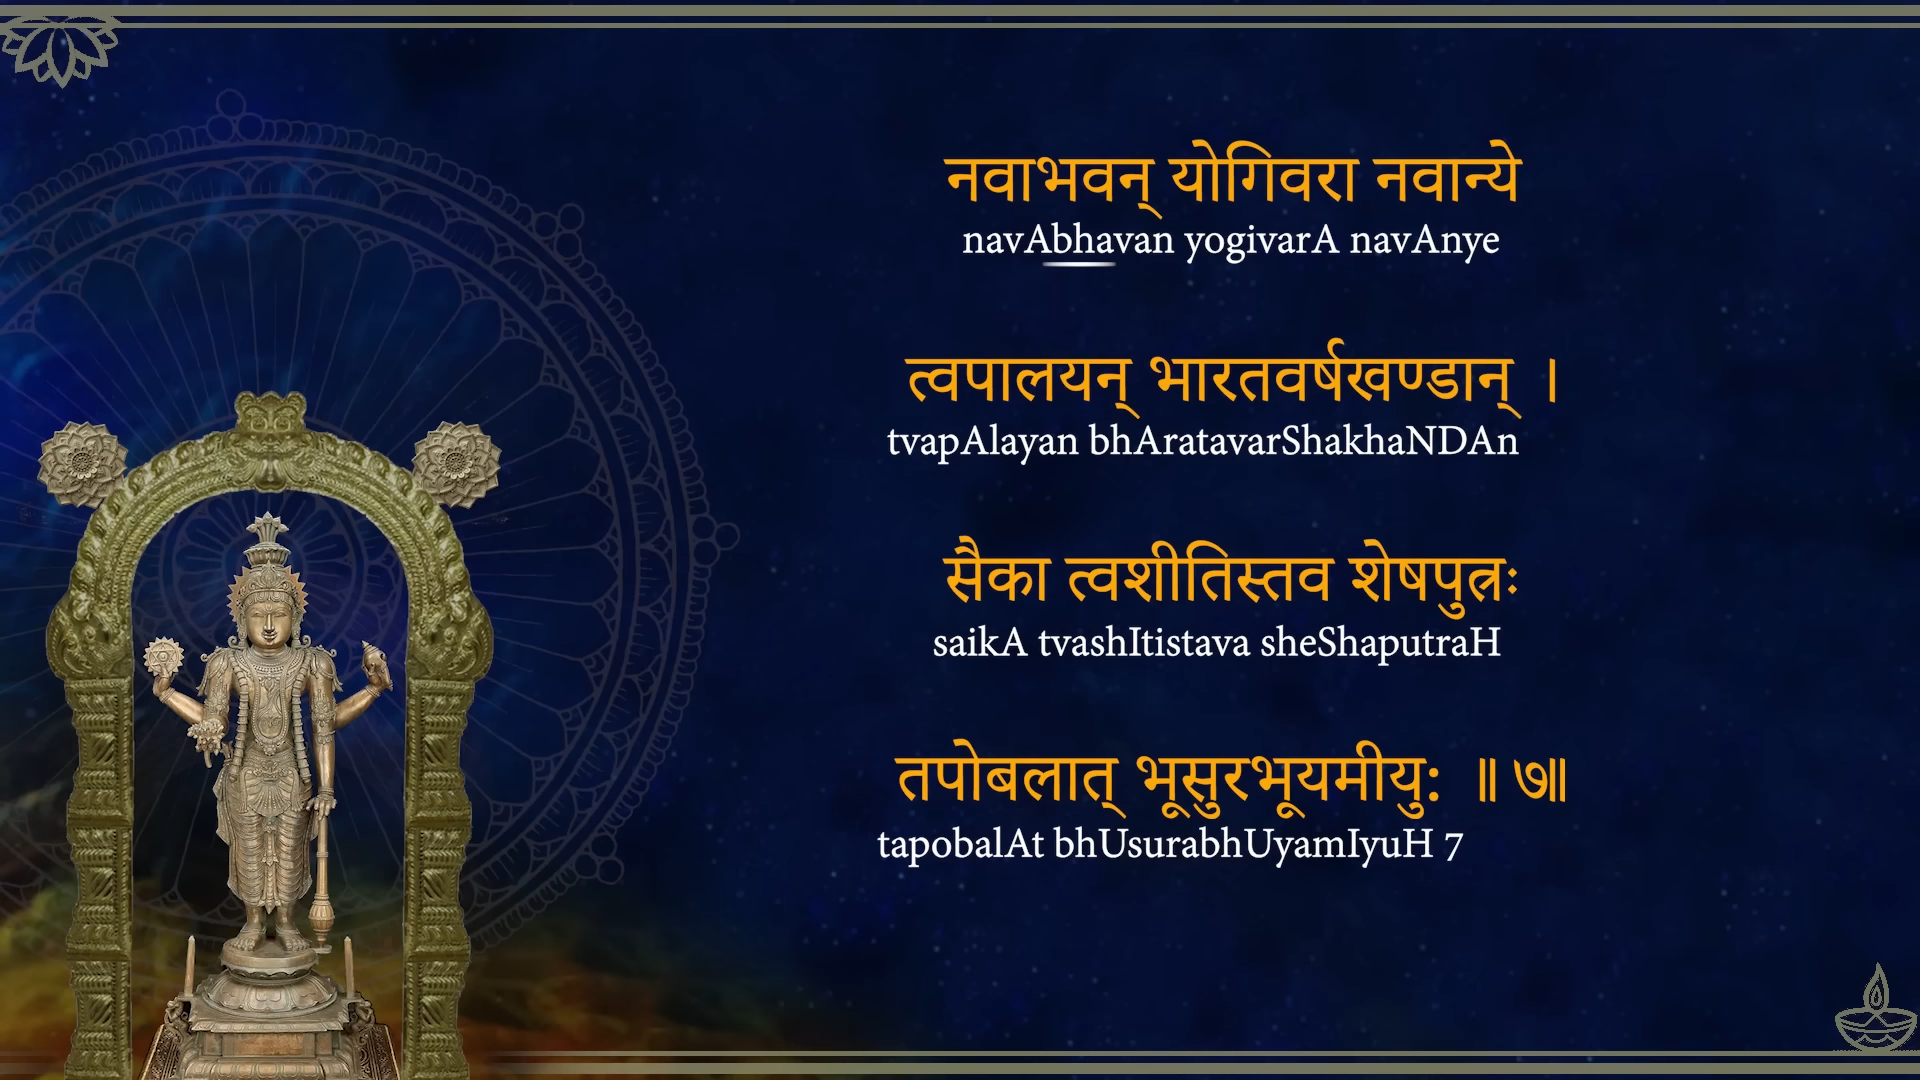 नवाभवन् योगिवरा नवान्ये
navAbhavan yogivarA navAnye
त्वपालयन् भारतवर्षखण्डान् ।
tvapAlayan bhAratavarShakhaNDAn
सैका त्वशीतिस्तव शेषपुत्रः
saikA tvashItistava sheShaputraH
तपोबलात् भूसुरभूयमीयु: ॥ ७॥
tapobalAt bhUsurabhUyamIyuH 7